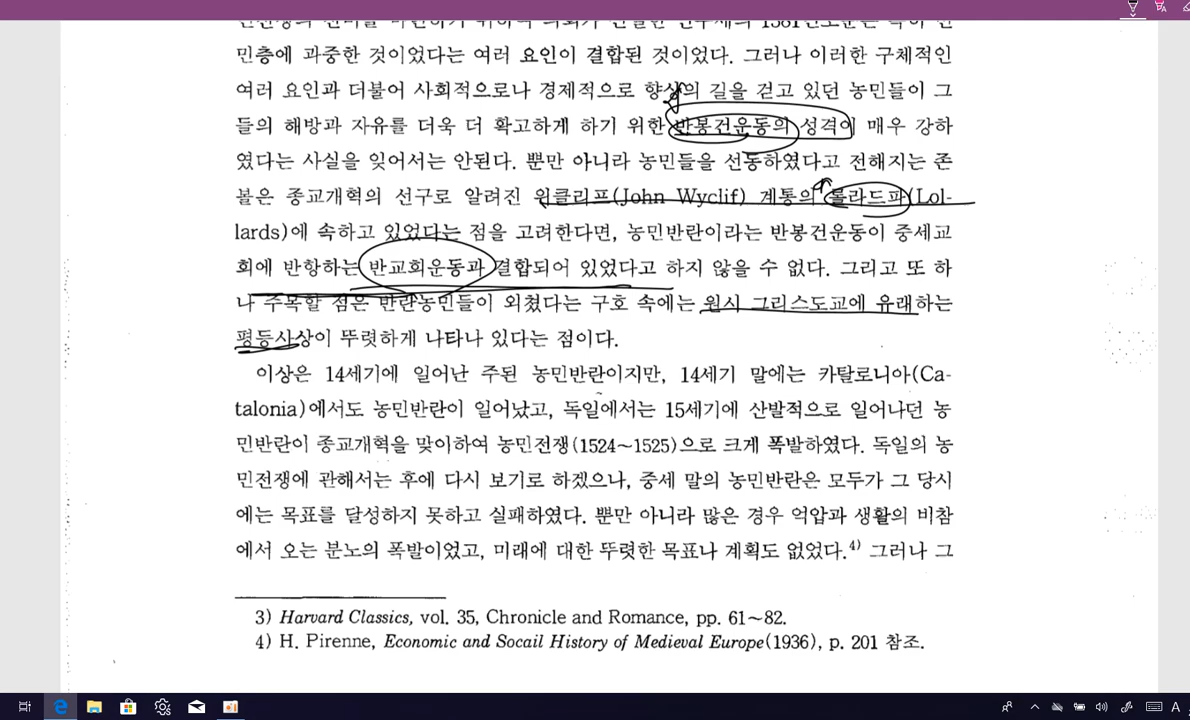 민층에 과중한 것이었다는 여러 요인이 결합된 것이었다. 그러나 이러한 구체적인
여러 요인과 더불어 사회적으로나 경제적으로 향상의 길을 걷고 있던 농민들이 그
들의 해방과 자유를 더욱 더 확고하게 하기 위한 반봉건운동의 성격이 매우 강하
였다는 사실을 잊어서는 안된다. 뿐만 아니라 농민들을 선동하였다고 전해지는 존
볼은 종교개혁의 선구로 알려진 위클리프(John Wyclif) 계통의 롤라드파(Lol-
lards)에 속하고 있었다는 점을 고려한다면, 농민반란이라는 반봉건운동이 중세교
회에 반항하는 반교회운동과 결합되어 있었다고 하지 않을 수 없다. 그리고 또 하
나 주목할 점은 반란농민들이 외쳤다는 구호 속에는 원시 그리스도교에 유래하는
평등사상이 뚜렷하게 나타나 있다는 점이다.
이상은 14세기에 일어난 주된 농민반란이지만, 14세기 말에는 카탈로니아(Ca-
talonia)에서도 농민반란이 일어났고, 독일에서는 15세기에 산발적으로 일어나던 농
민반란이 종교개혁을 맞이하여 농민전쟁(1524~1525)으로 크게 폭발하였다. 독일의 농
민전쟁에 관해서는 후에 다시 보기로 하겠으나, 중세 말의 농민반란은 모두가 그 당시
에는 목표를 달성하지 못하고 실패하였다. 뿐만 아니라 많은 경우 억압과 생활의 비참
에서 오는 분노의 폭발이었고, 미래에 대한 뚜렷한 목표나 계획도 없었다.4) 그러나 그
3) Harvard Classics, vol. 35, Chronicle and Romance, pp. 61~82.
4) H. Pirenne, Economic and Socail History of Medieval Europe(1936), p. 201 참조.
A